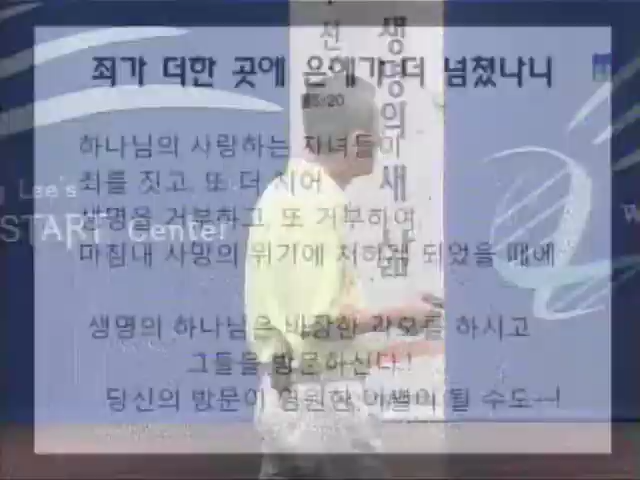 죄가 더한 곳에 은혜가 더 넘쳤나니
5:20
하나님의 사랑하는 자녀들이
죄를 짓고, 또 더 지어
생명을 거부하고, 또 거부하여
마침내 사망의 위기에 처하게 되었을 때에
생명의 하나님은 비장한 각오를 하시고
그들을 방문하신다!
당신의 방문이 영원한 이별이 될 수도…!
생명의 새 날
Lee's
START Center